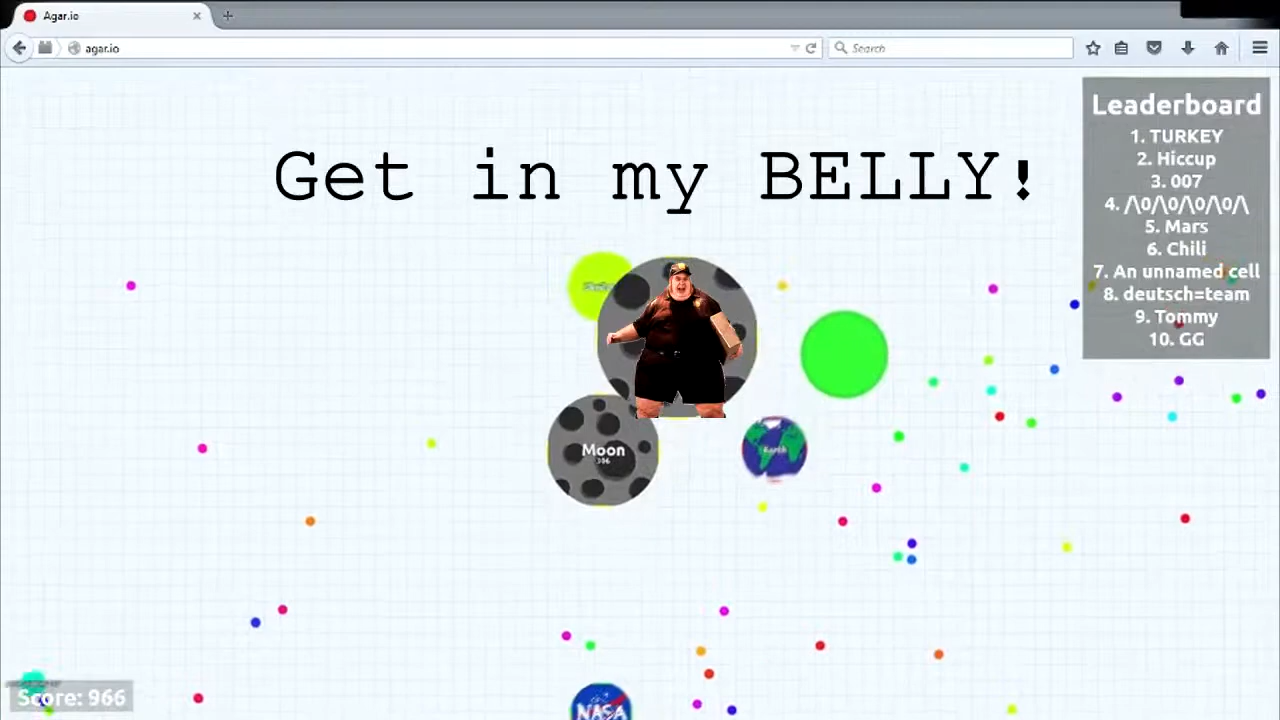 Agar.io
agar.io
Search
Leaderboard
1. TURKEY
2. Hiccup
3. 007
4. /\0/\0/\0/\0/\
5. Mars
6. Chili
7. An unnamed cell
8. deutsch=team
9. Tommy
10. GG
Get in my BELLY!
Moon
Earth
Score: 966
NASA